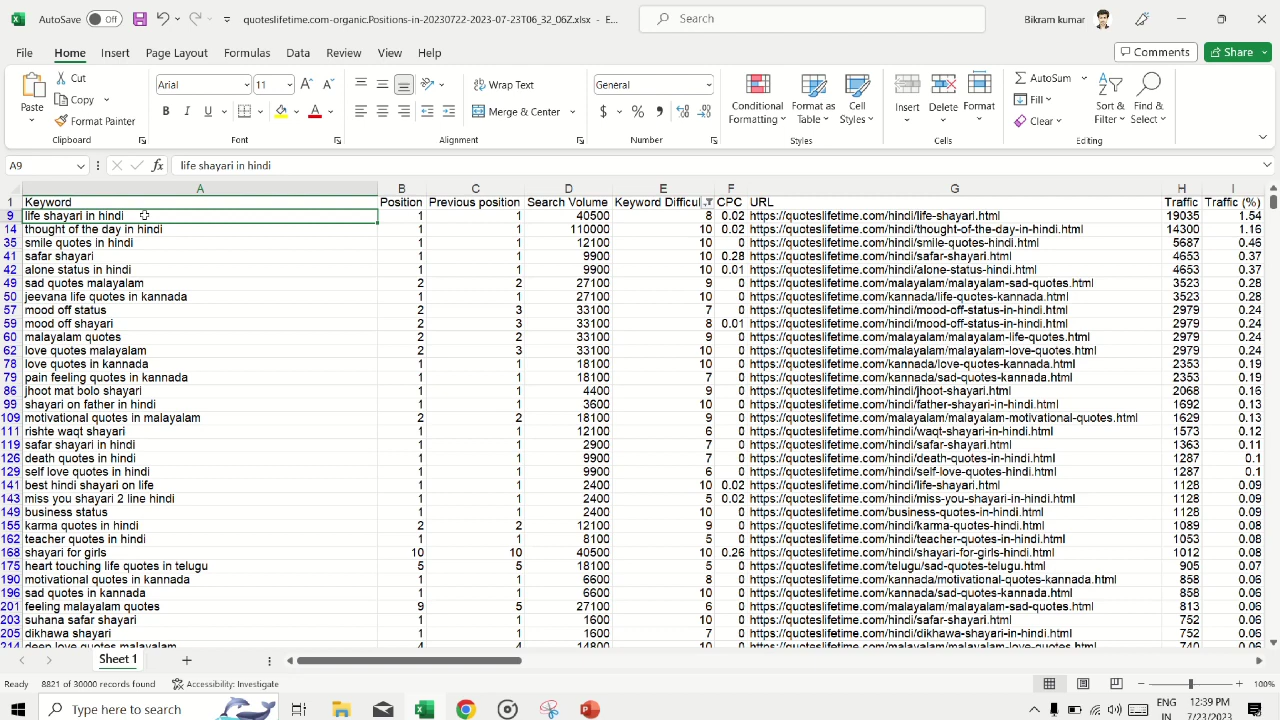 AutoSave Off quoteslifetime.com-organic.Positions-in-20230722-2023-07-23T06_32_06Z.xlsx - E... Search Bikram kumar
File Home Insert Page Layout Formulas Data Review View Help Comments Share
Paste Cut Copy Format Painter Arial 11 Wrap Text Merge & Center General Conditional Formatting Format as Table Cell Styles Insert Delete Format AutoSum Fill Clear Sort & Filter Find & Select
Clipboard Font Alignment Number Styles Cells Editing
A9 fx life shayari in hindi
A B C D E F G H I
1 Keyword Position Previous position Search Volume Keyword Difficul CPC URL Traffic Traffic (%)
9 life shayari in hindi 1 1 40500 8 0.02 https://quoteslifetime.com/hindi/life-shayari.html 19035 1.54
14 thought of the day in hindi 1 1 110000 10 0.02 https://quoteslifetime.com/hindi/thought-of-the-day-in-hindi.html 14300 1.16
35 smile quotes in hindi 1 1 12100 10 0 https://quoteslifetime.com/hindi/smile-quotes-in-hindi.html 5687 0.46
41 safar shayari 1 1 9900 10 0.28 https://quoteslifetime.com/hindi/safar-shayari.html 4653 0.37
42 alone status in hindi 1 1 9900 10 0.01 https://quoteslifetime.com/hindi/alone-status-hindi.html 4653 0.37
49 sad quotes malayalam 2 2 27100 9 0 https://quoteslifetime.com/malayalam/malayalam-sad-quotes.html 3523 0.28
50 jeevana life quotes in kannada 1 1 27100 10 0 https://quoteslifetime.com/kannada/life-quotes-kannada.html 3523 0.28
57 mood off status 2 3 33100 7 0 https://quoteslifetime.com/hindi/mood-off-status-in-hindi.html 2979 0.24
59 mood off shayari 2 3 33100 8 0.01 https://quoteslifetime.com/hindi/mood-off-status-in-hindi.html 2979 0.24
60 malayalam quotes 2 2 33100 9 0 https://quoteslifetime.com/malayalam/malayalam-life-quotes.html 2979 0.24
62 love quotes malayalam 2 3 33100 10 0 https://quoteslifetime.com/malayalam/malayalam-love-quotes.html 2979 0.24
78 love quotes in kannada 1 1 18100 10 0 https://quoteslifetime.com/kannada/love-quotes-kannada.html 2353 0.19
79 pain feeling quotes in kannada 1 1 18100 7 0 https://quoteslifetime.com/kannada/sad-quotes-kannada.html 2353 0.19
86 jhoot mat bolo shayari 1 1 4400 9 0 https://quoteslifetime.com/hindi/jhoot-shayari.html 2068 0.16
99 shayari on father in hindi 1 1 3600 10 0 https://quoteslifetime.com/hindi/father-shayari-in-hindi.html 1692 0.13
109 motivational quotes in malayalam 2 2 18100 9 0 https://quoteslifetime.com/malayalam/malayalam-motivational-quotes.html 1573 0.13
111 rishte waqt shayari 1 1 12100 6 0 https://quoteslifetime.com/hindi/waqt-shayari-in-hindi.html 1573 0.12
119 safar shayari in hindi 1 1 2900 7 0 https://quoteslifetime.com/hindi/safar-shayari.html 1363 0.11
126 death quotes in hindi 1 1 9900 7 0 https://quoteslifetime.com/hindi/death-quotes-in-hindi.html 1287 0.1
129 self love quotes in hindi 1 1 9900 6 0 https://quoteslifetime.com/hindi/self-love-quotes-in-hindi.html 1287 0.1
141 best hindi shayari on life 1 1 2400 10 0.02 https://quoteslifetime.com/hindi/life-shayari.html 1128 0.09
143 miss you shayari 2 line hindi 1 1 2400 5 0.02 https://quoteslifetime.com/hindi/miss-you-shayari-in-hindi.html 1128 0.09
149 business status 1 1 2400 10 0 https://quoteslifetime.com/hindi/business-quotes-in-hindi.html 1128 0.09
155 karma quotes in hindi 2 2 12100 9 0 https://quoteslifetime.com/hindi/karma-quotes-hindi.html 1089 0.08
162 teacher quotes in hindi 1 1 8100 5 0 https://quoteslifetime.com/hindi/teacher-quotes-in-hindi.html 1053 0.08
168 shayari for girls 10 10 40500 10 0.26 https://quoteslifetime.com/hindi/shayari-for-girls-hindi.html 1012 0.08
175 heart touching life quotes in telugu 5 5 18100 10 0 https://quoteslifetime.com/telugu/sad-quotes-telugu.html 905 0.07
190 motivational quotes in kannada 1 1 6600 8 0 https://quoteslifetime.com/kannada/motivational-quotes-kannada.html 858 0.06
196 sad quotes in kannada 1 1 6600 10 0 https://quoteslifetime.com/kannada/sad-quotes-kannada.html 858 0.06
201 feeling malayalam quotes 9 5 27100 6 0 https://quoteslifetime.com/malayalam/malayalam-sad-quotes.html 813 0.06
203 suhana safar shayari 1 1 1600 10 0 https://quoteslifetime.com/hindi/safar-shayari.html 752 0.06
205 dikhawa shayari 1 1 1600 7 0 https://quoteslifetime.com/hindi/dikhawa-shayari.html 752 0.06
214 deep love quotes malayalam 4 4 14800 10 0 https://quoteslifetime.com/malayalam/malayalam-love-quotes.html 740 0.06
Sheet 1
Ready 8821 of 30000 records found Accessibility: Investigate 100%
Type here to search ENG IN 12:39 PM 7/23/2023